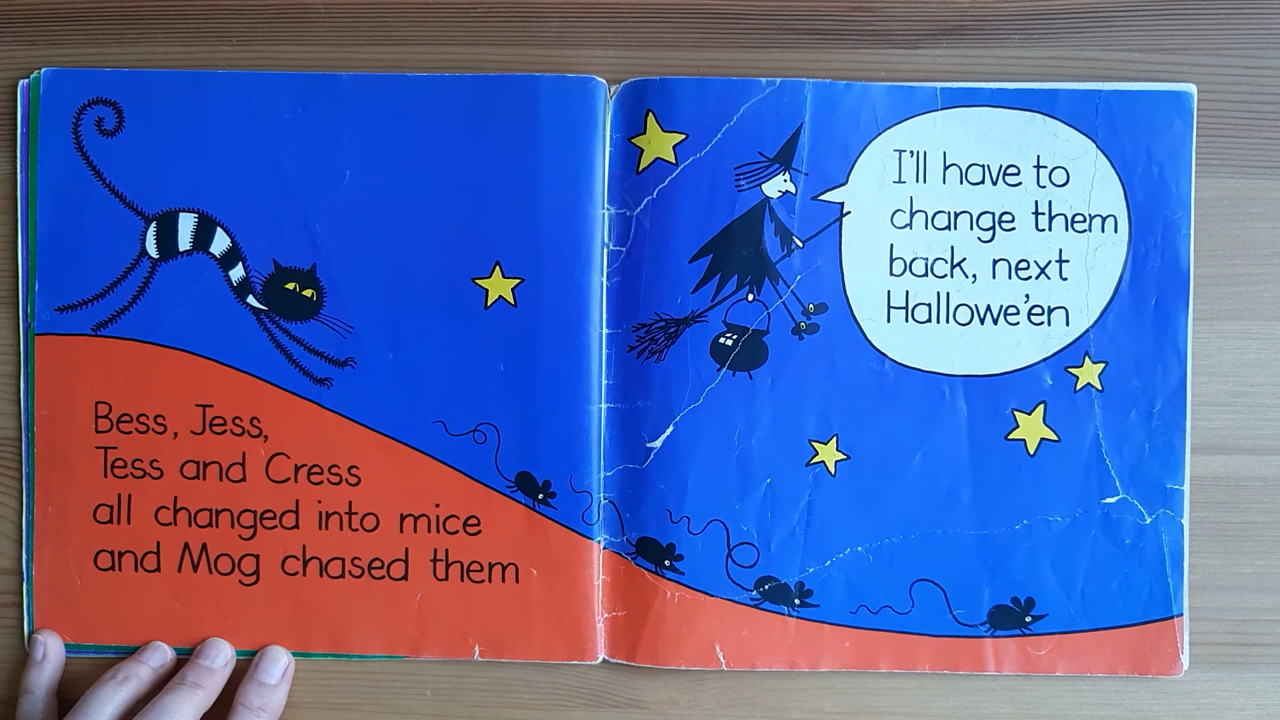 Bess, Jess,
Tess and Cress
all changed into mice
and Mog chased them
I'll have to
change them
back, next
Hallowe'en